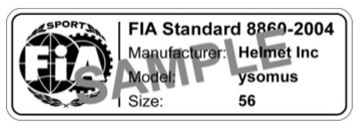 SPORT
FIA
FIA Standard 8860-2004
Manufacturer: Helmet Inc
Model: ysomus
Size: 56
SAMPLE